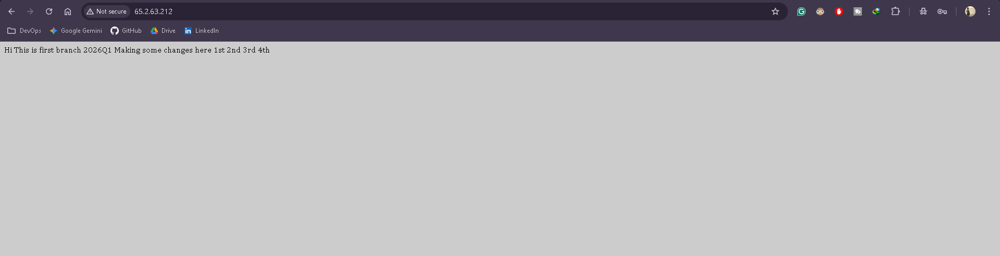 Not secure 65.2.63.212
DevOps Google Gemini GitHub Drive LinkedIn
Hi This is first branch 2026Q1 Making some changes here 1st 2nd 3rd 4th